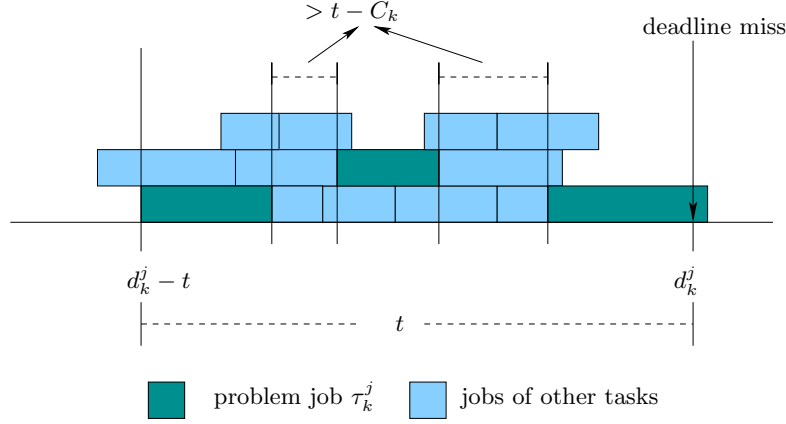 > t − C_k
deadline miss
d_k^j − t
d_k^j
t
problem job τ_k^j
jobs of other tasks